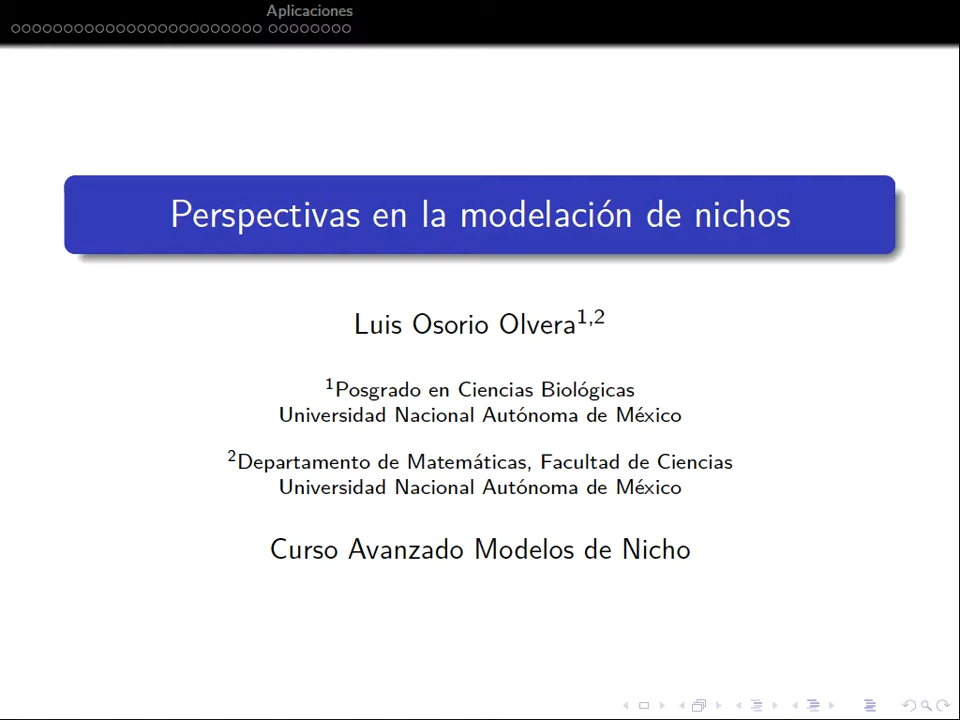 Aplicaciones
Perspectivas en la modelación de nichos
Luis Osorio Olvera1,2
1Posgrado en Ciencias Biológicas
Universidad Nacional Autónoma de México
2Departamento de Matemáticas, Facultad de Ciencias
Universidad Nacional Autónoma de México
Curso Avanzado Modelos de Nicho